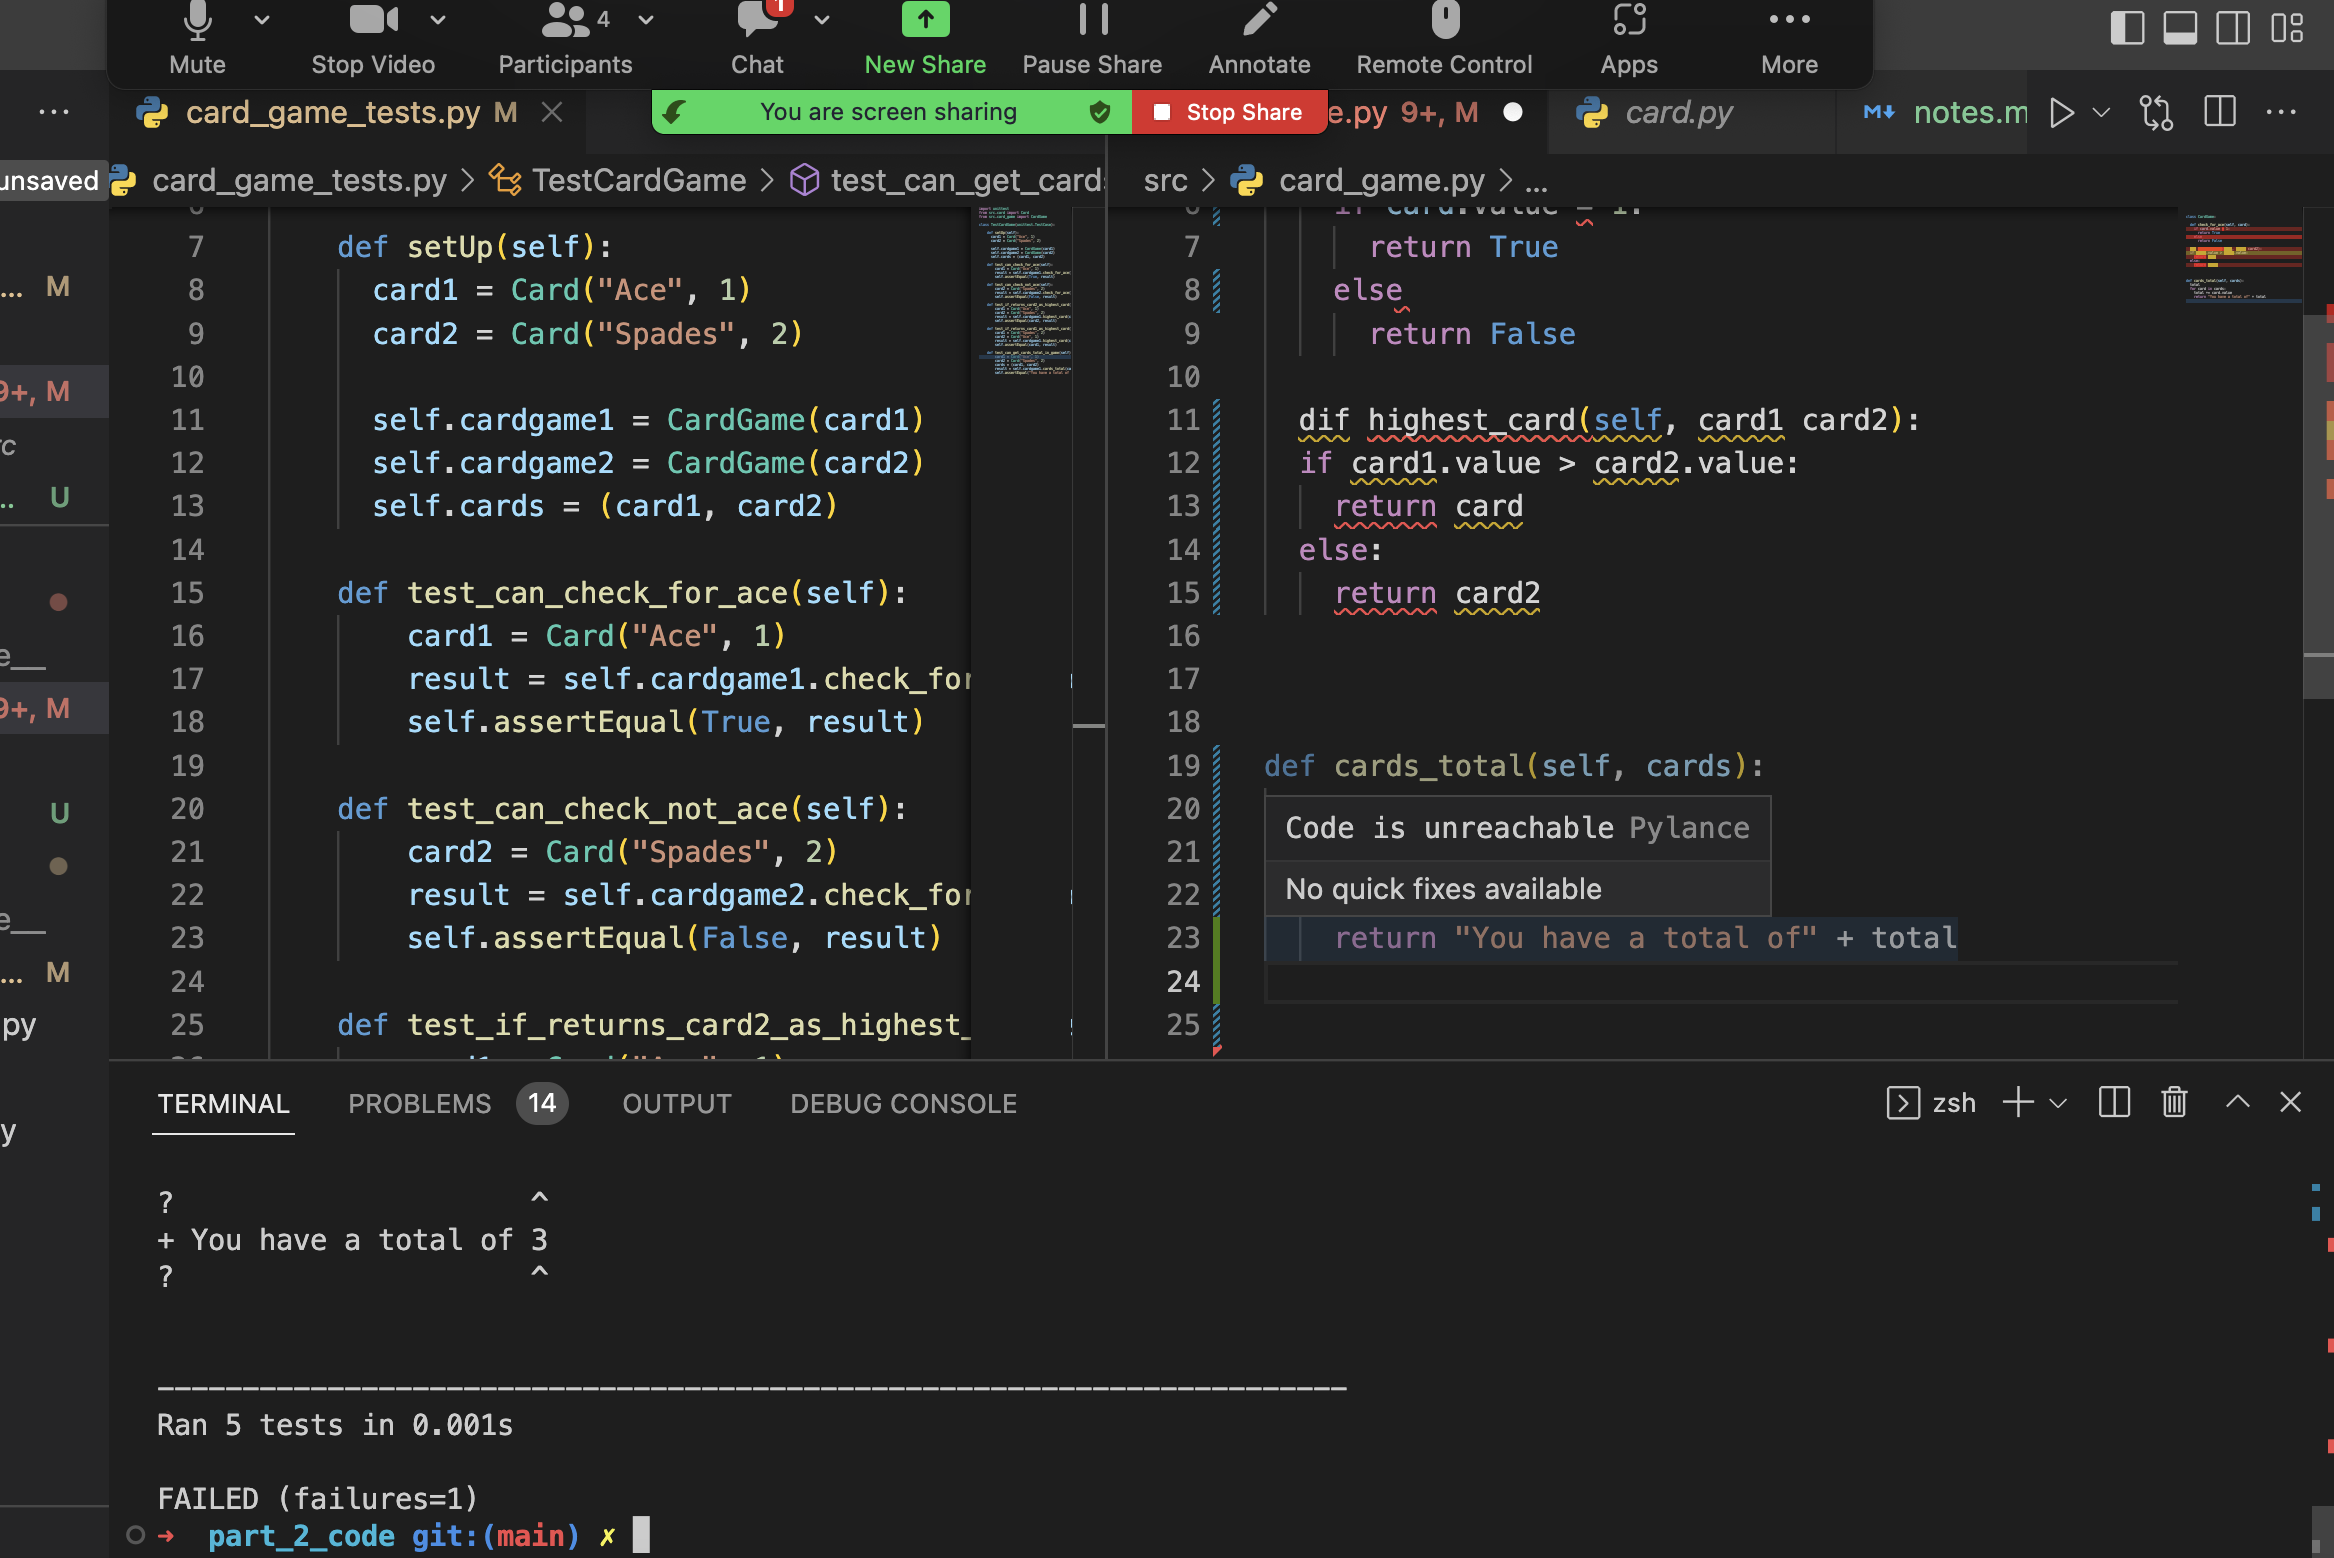 Mute
Stop Video
4
Participants
1
Chat
New Share
Pause Share
Annotate
Remote Control
Apps
More
You are screen sharing
Stop Share
card_game_tests.py M
e.py 9+, M
card.py
notes.m
unsaved
card_game_tests.py > TestCardGame > test_can_get_card
src > card_game.py > ...
... M
9+, M
rc
.. U
e__
9+, M
U
e__
... M
py
y
7 def setUp(self):
8 card1 = Card("Ace", 1)
9 card2 = Card("Spades", 2)
10
11 self.cardgame1 = CardGame(card1)
12 self.cardgame2 = CardGame(card2)
13 self.cards = (card1, card2)
14
15 def test_can_check_for_ace(self):
16 card1 = Card("Ace", 1)
17 result = self.cardgame1.check_for
18 self.assertEqual(True, result)
19
20 def test_can_check_not_ace(self):
21 card2 = Card("Spades", 2)
22 result = self.cardgame2.check_for
23 self.assertEqual(False, result)
24
25 def test_if_returns_card2_as_highest_
6 if card.value = 1:
7 return True
8 else
9 return False
10
11 dif highest_card(self, card1 card2):
12 if card1.value > card2.value:
13 return card
14 else:
15 return card2
16
17
18
19 def cards_total(self, cards):
20
21
22
Code is unreachable Pylance
No quick fixes available
23 return "You have a total of" + total
24
25
TERMINAL
PROBLEMS 14
OUTPUT
DEBUG CONSOLE
zsh
? ^
+ You have a total of 3
? ^
----------------------------------------------------------------------
Ran 5 tests in 0.001s
FAILED (failures=1)
→ part_2_code git:(main) ✗